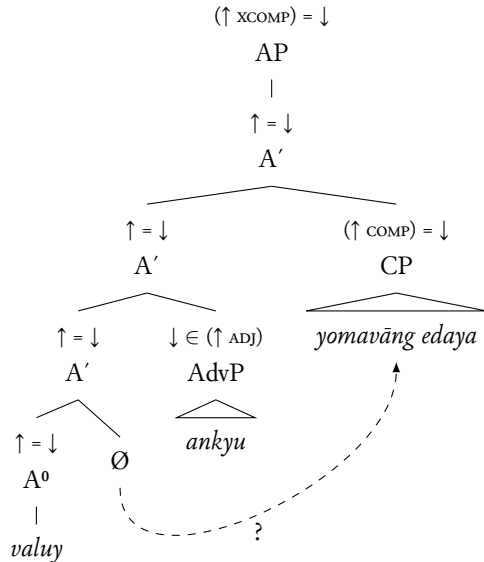 (↑ XCOMP) = ↓
AP
↑ = ↓
A′
↑ = ↓ (↑ COMP) = ↓
A′ CP
↑ = ↓ ↓ ∈ (↑ ADJ) yomavāng edaya
A′ AdvP
↑ = ↓ Ø ankyu
A⁰
?
valuy